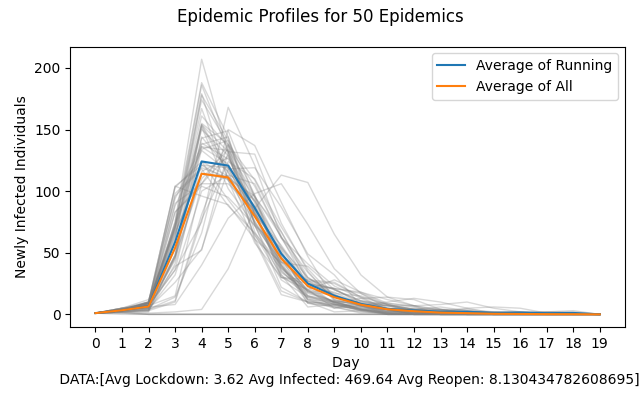 Epidemic Profiles for 50 Epidemics
Average of Running
Average of All
200
150
100
50
0
Newly Infected Individuals
0 1 2 3 4 5 6 7 8 9 10 11 12 13 14 15 16 17 18 19
Day
DATA:[Avg Lockdown: 3.62 Avg Infected: 469.64 Avg Reopen: 8.130434782608695]